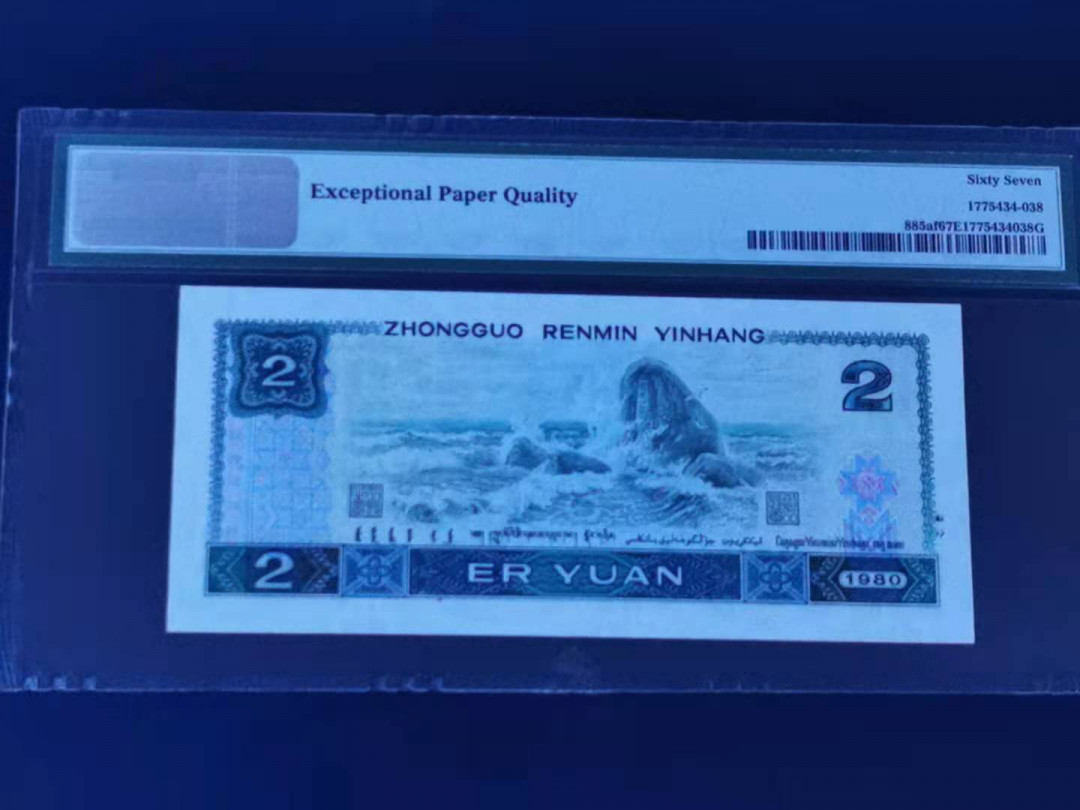 Exceptional Paper Quality
Sixty Seven
1775434-038
885af67E1775434038G
ZHONGGUO RENMIN YINHANG
2
2
2
ER YUAN
1980